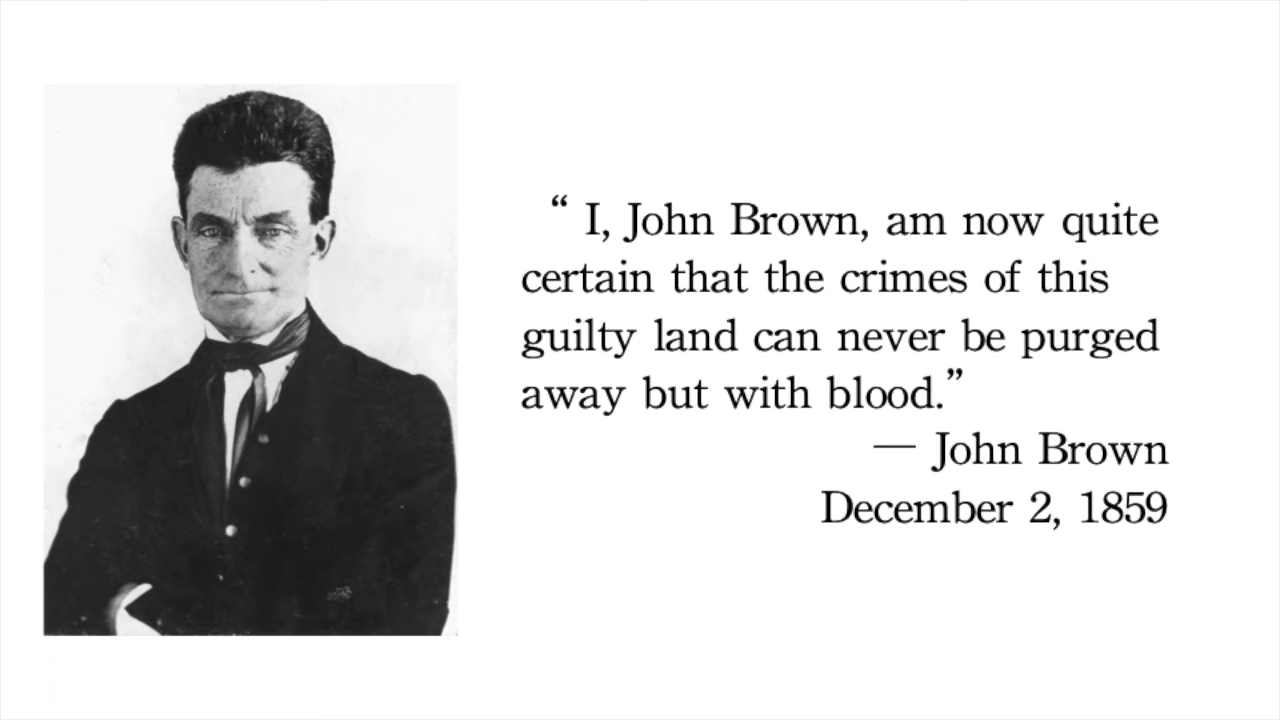 “ I, John Brown, am now quite
certain that the crimes of this
guilty land can never be purged
away but with blood.”
— John Brown
December 2, 1859